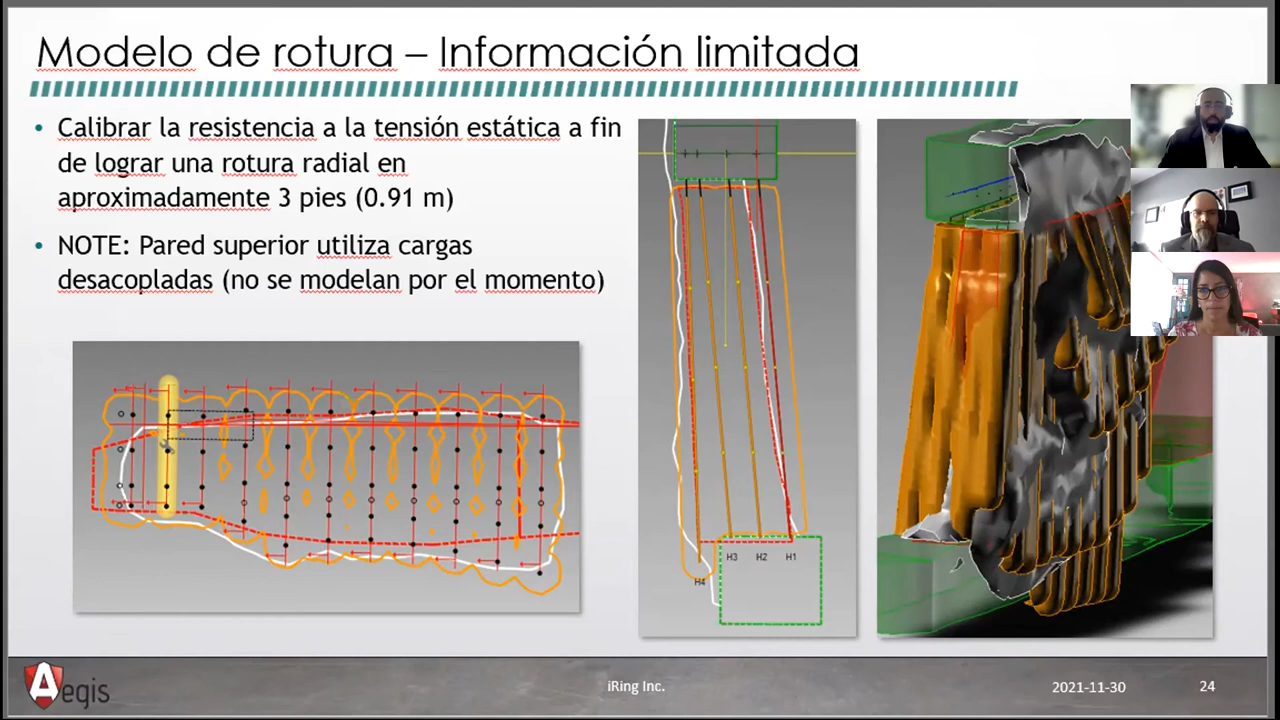 Modelo de rotura – Información limitada
• Calibrar la resistencia a la tensión estática a fin
de lograr una rotura radial en
aproximadamente 3 pies (0.91 m)
• NOTE: Pared superior utiliza cargas
desacopladas (no se modelan por el momento)
H4
H3
H2
H1
Aegis
iRing Inc.
2021-11-30
24